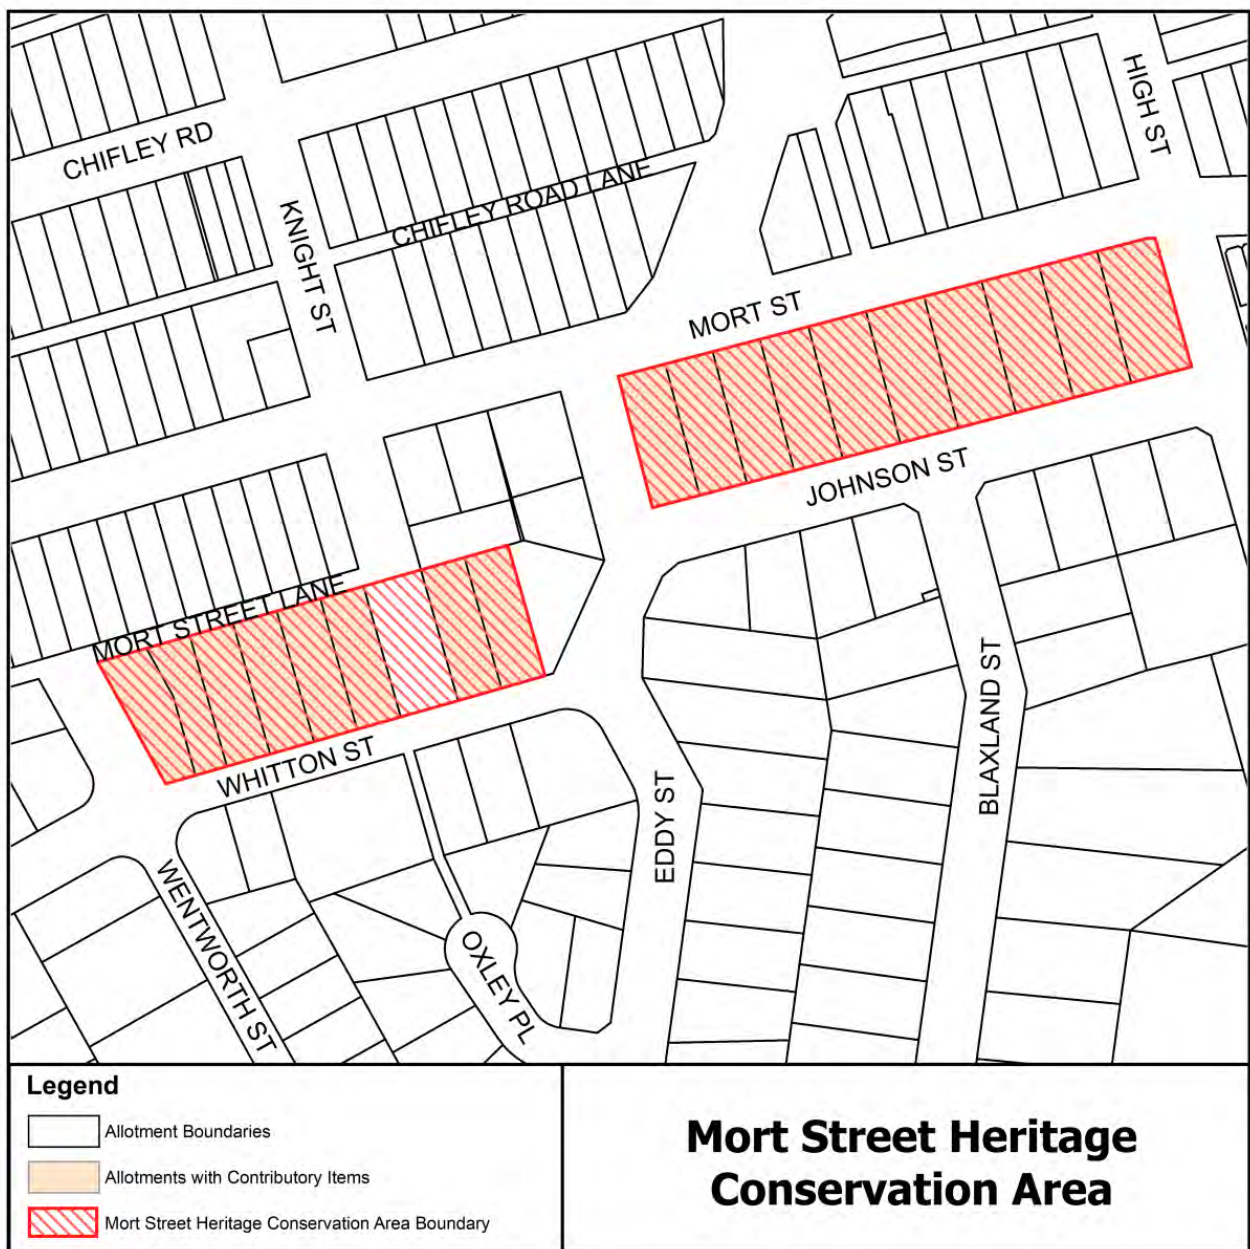 HIGH ST
CHIFLEY RD
CHIFLEY ROAD LANE
KNIGHT ST
MORT ST
JOHNSON ST
MORT STREET LANE
WHITTON ST
BLAXLAND ST
EDDY ST
WENTWORTH ST
OXLEY PL
Legend
Allotment Boundaries
Allotments with Contributory Items
Mort Street Heritage Conservation Area Boundary
Mort Street Heritage
Conservation Area